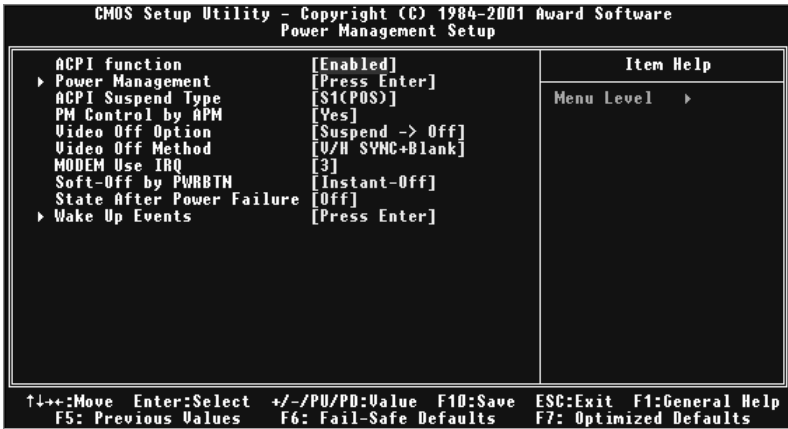 CMOS Setup Utility - Copyright (C) 1984-2001 Award Software
Power Management Setup
ACPI function [Enabled]
Power Management [Press Enter]
ACPI Suspend Type [S1(POS)]
PM Control by APM [Yes]
Video Off Option [Suspend -> Off]
Video Off Method [V/H SYNC+Blank]
MODEM Use IRQ [3]
Soft-Off by PWRBTN [Instant-Off]
State After Power Failure [Off]
Wake Up Events [Press Enter]
Item Help
Menu Level
↑↓→←:Move Enter:Select +/-/PU/PD:Value F10:Save ESC:Exit F1:General Help
F5: Previous Values F6: Fail-Safe Defaults F7: Optimized Defaults